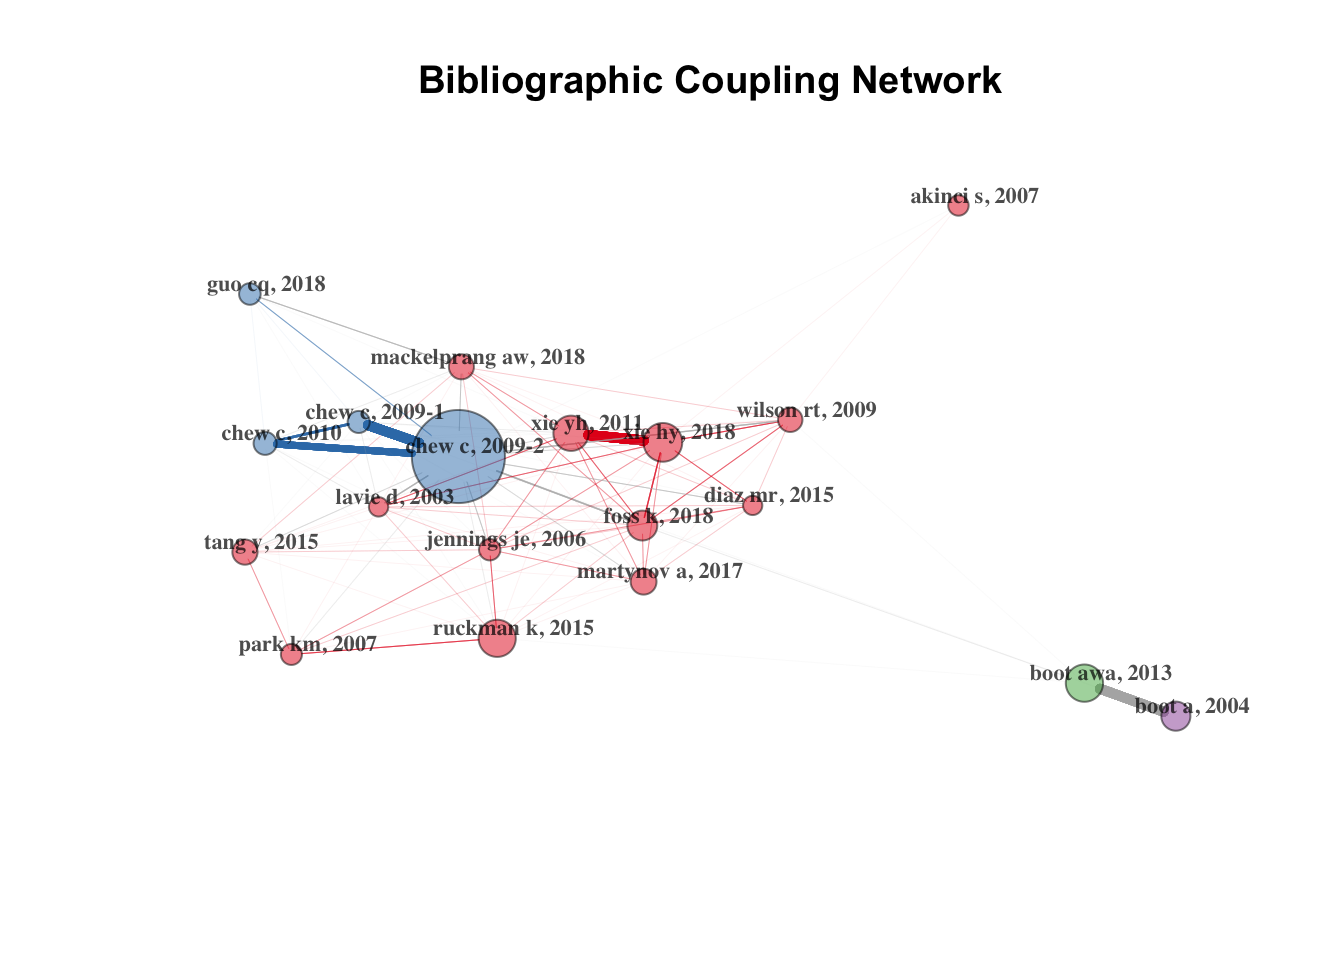 Bibliographic Coupling Network
akinci s, 2007
guo cq, 2018
mackelprang aw, 2018
chew c, 2009-1
wilson rt, 2009
xie yh, 2011
chew c, 2010
xie hy, 2018
chew c, 2009-2
lavie d, 2003
diaz mr, 2015
foss k, 2018
tang y, 2015
jennings je, 2006
martynov a, 2017
ruckman k, 2015
park km, 2007
boot awa, 2013
boot a, 2004